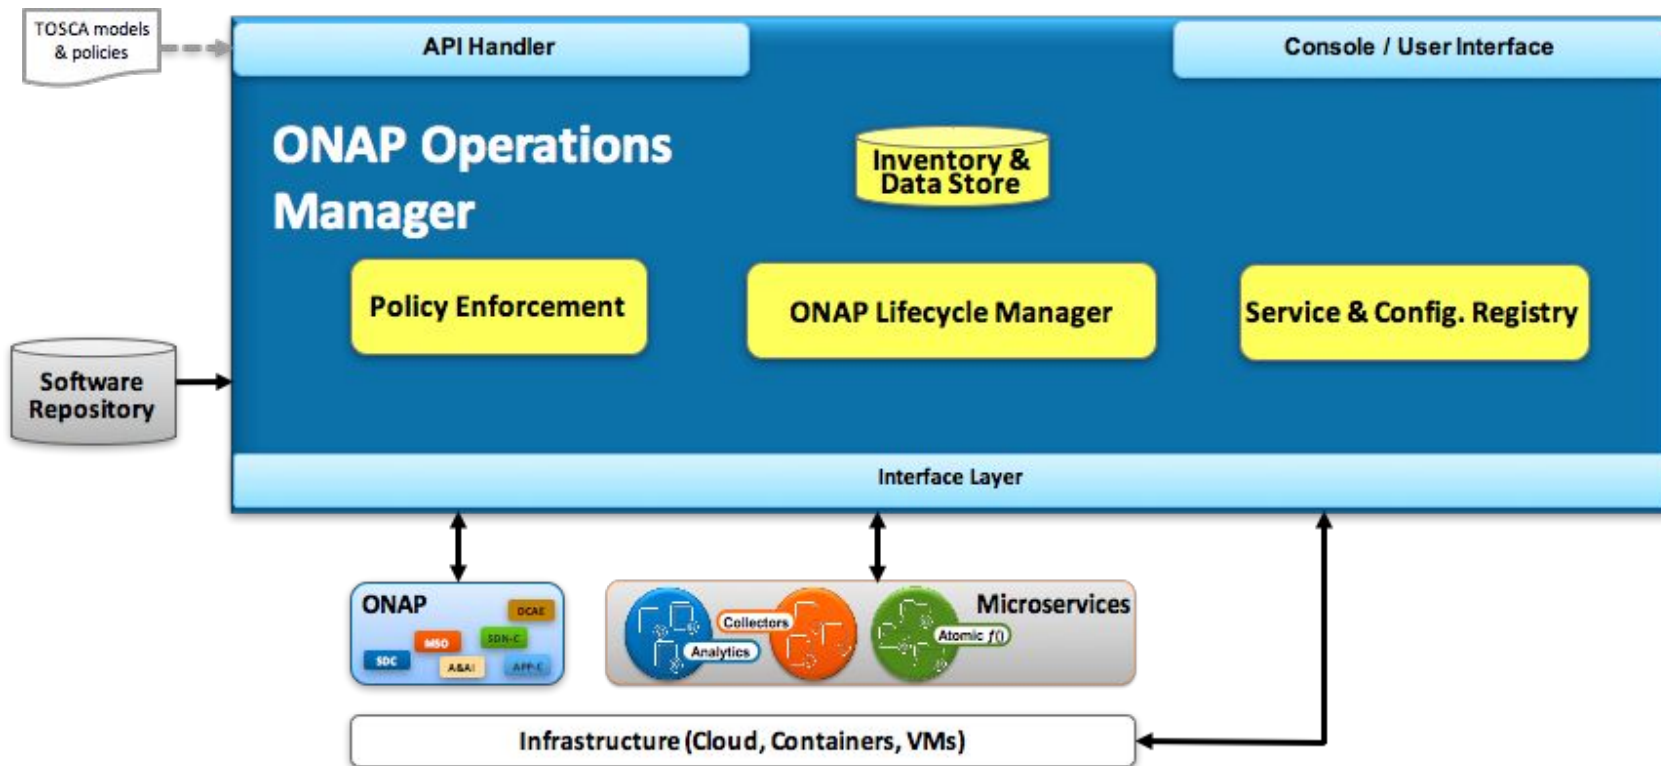 TOSCA models
& policies
API Handler
Console / User Interface
ONAP Operations
Manager
Inventory &
Data Store
Policy Enforcement
ONAP Lifecycle Manager
Service & Config. Registry
Software
Repository
Interface Layer
ONAP
DCAE
MSO
SDN-C
SDC
A&AI
APP-C
Microservices
Collectors
Analytics
Atomic f()
Infrastructure (Cloud, Containers, VMs)